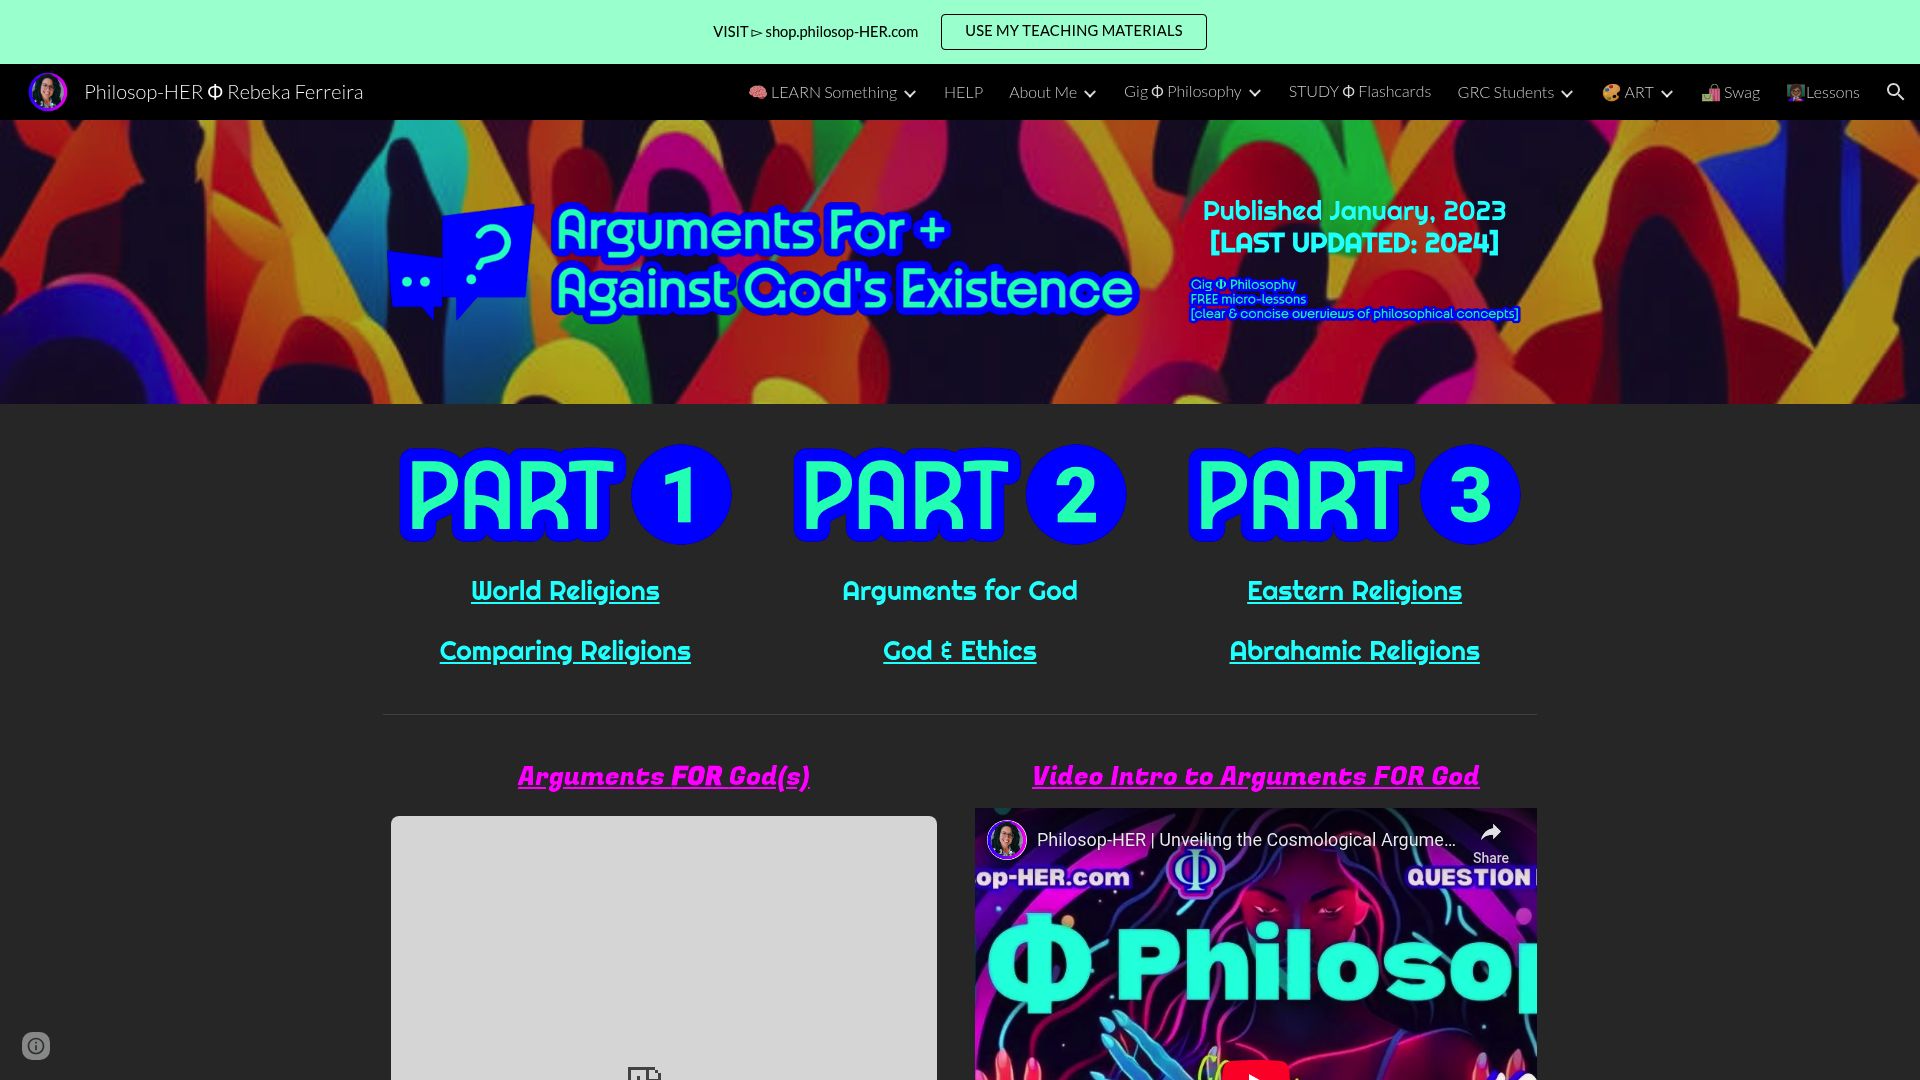 VISIT ▻ shop.philosop-HER.com
USE MY TEACHING MATERIALS
Philosop-HER Φ Rebeka Ferreira
🧠 LEARN Something
HELP
About Me
Gig Φ Philosophy
STUDY Φ Flashcards
GRC Students
🎨 ART
🛍️ Swag
👩🏽‍🏫Lessons
Arguments For +
Against God's Existence
Published January, 2023
[LAST UPDATED: 2024]
Gig Φ Philosophy
FREE micro-lessons
[clear & concise overviews of philosophical concepts]
PART 1
PART 2
PART 3
World Religions
Arguments for God
Eastern Religions
Comparing Religions
God & Ethics
Abrahamic Religions
Arguments FOR God(s)
Video Intro to Arguments FOR God
Philosop-HER | Unveiling the Cosmological Argume...
Share
op-HER.com
QUESTION
Φ Philosop